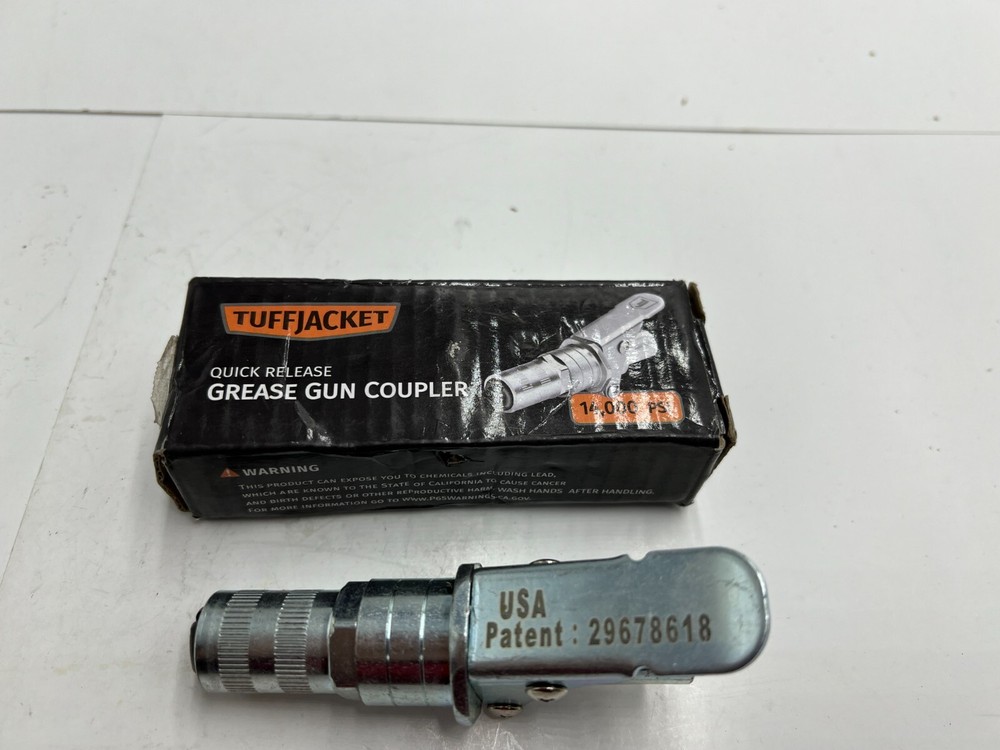 TUFFJACKET
QUICK RELEASE
GREASE GUN COUPLER
14,000 PSI
WARNING
THIS PRODUCT CAN EXPOSE YOU TO CHEMICALS INCLUDING LEAD,
WHICH ARE KNOWN TO THE STATE OF CALIFORNIA TO CAUSE CANCER
AND BIRTH DEFECTS OR OTHER REPRODUCTIVE HARM. WASH HANDS AFTER HANDLING.
FOR MORE INFORMATION GO TO WWW.P65WARNINGS.CA.GOV
USA
Patent: 29678618